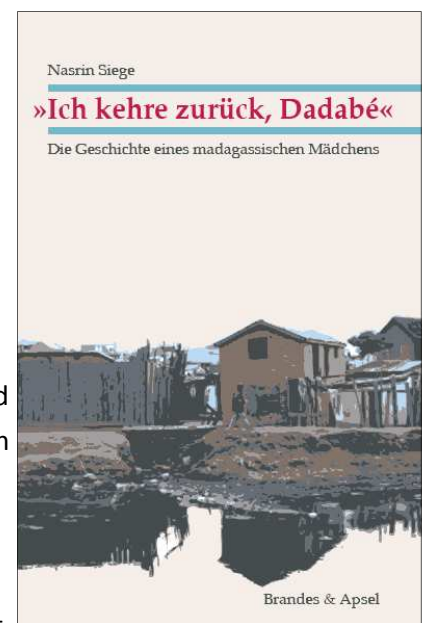 Nasrin Siege
»Ich kehre zurück, Dadabé«
Die Geschichte eines madagassischen Mädchens
Brandes & Apsel